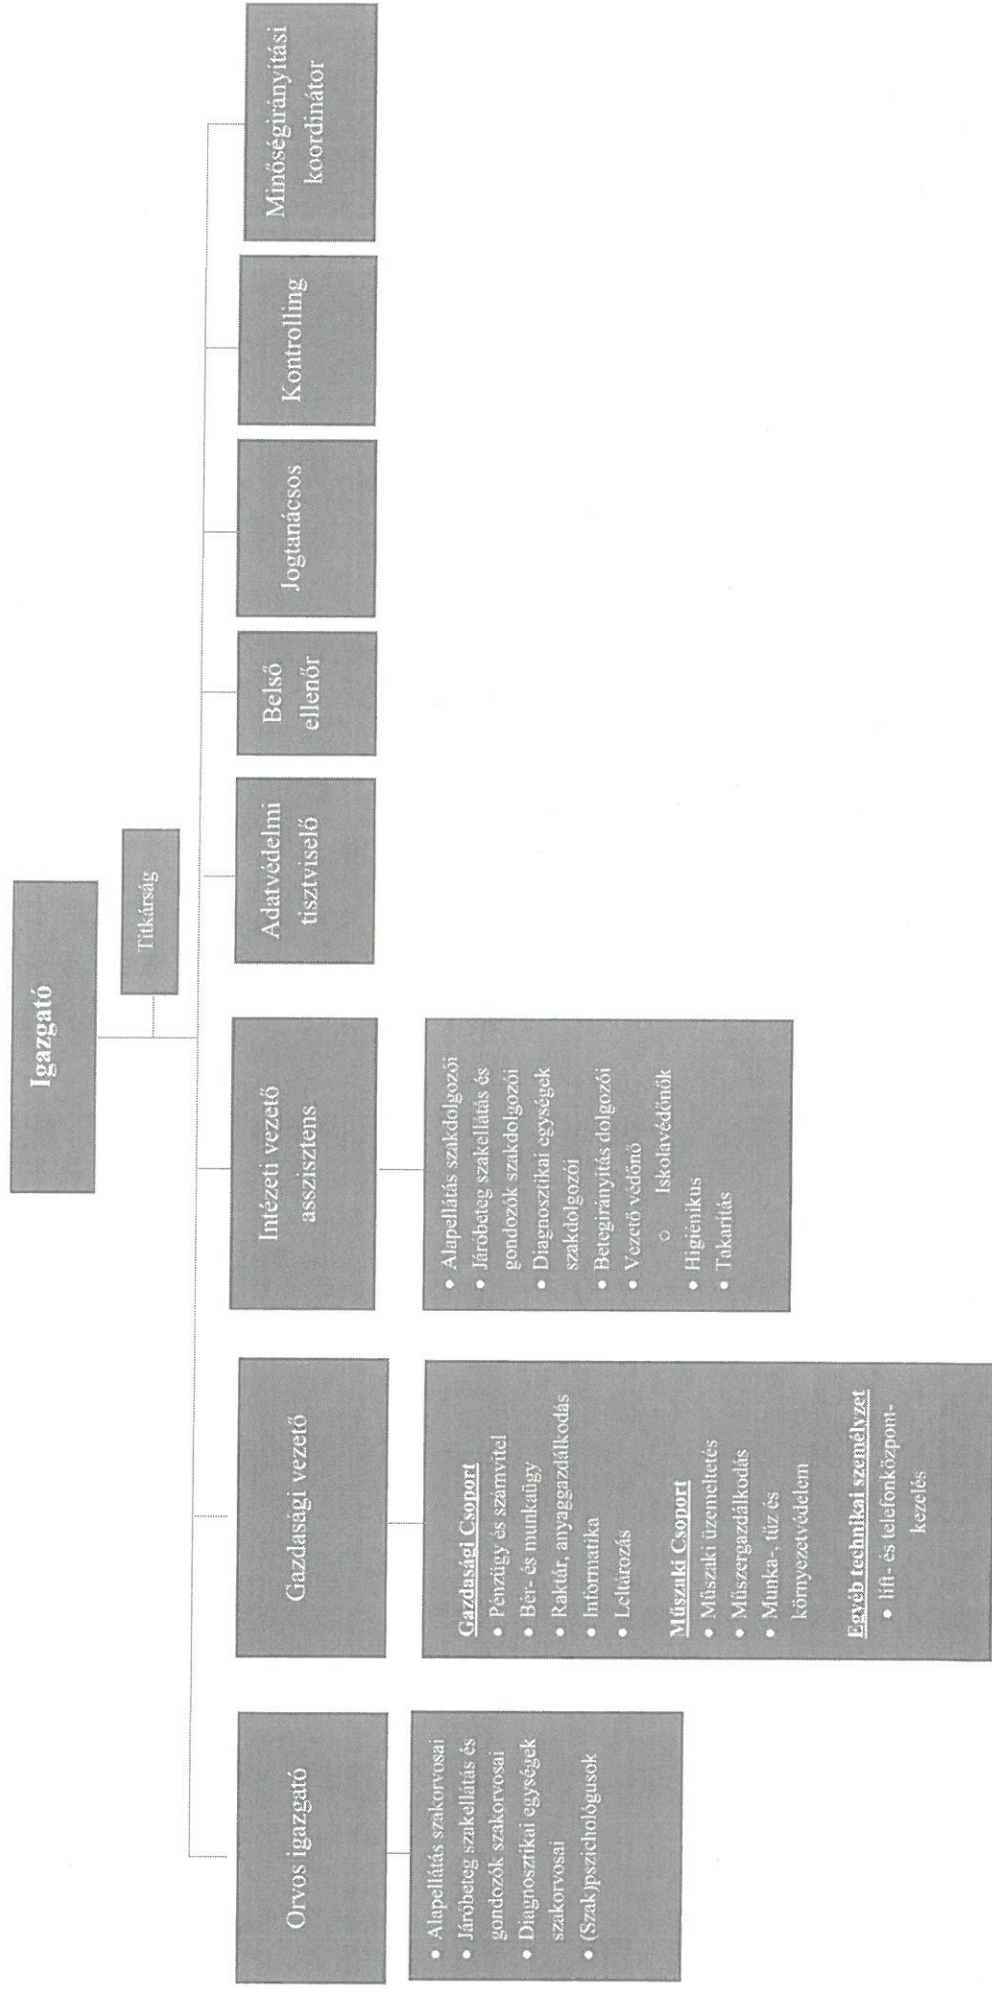 Igazgató
Titkárság
Orvos igazgató
Gazdasági vezető
Intézeti vezető
asszisztens
Adatvédelmi
tisztviselő
Belső
ellenőr
Jogtanácsos
Kontrolling
Minőségirányítási
koordinátor
• Alapellátás szakorvosai
• Járóbeteg szakellátás és
gondozók szakorvosai
• Diagnosztikai egységek
szakorvosai
• (Szak)pszichológusok
Gazdasági Csoport
• Pénzügy és számvitel
• Bér- és munkaügy
• Raktár, anyaggazdálkodás
• Informatika
• Leltározás
Műszaki Csoport
• Műszaki üzemeltetés
• Műszergazdálkodás
• Munka-, tűz és
környezetvédelem
Egyéb technikai személyzet
• lift- és telefonközpont-
kezelés
• Alapellátás szakdolgozói
• Járóbeteg szakellátás és
gondozók szakdolgozói
• Diagnosztikai egységek
szakdolgozói
• Betegirányítás dolgozói
• Vezető védőnő
○ Iskolavédőnők
• Higiénikus
• Takarítás